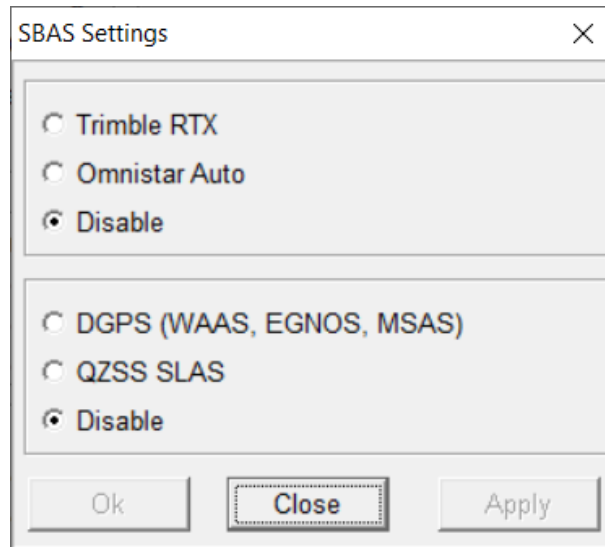 SBAS Settings
Trimble RTX
Omnistar Auto
Disable
DGPS (WAAS, EGNOS, MSAS)
QZSS SLAS
Disable
Ok Close Apply